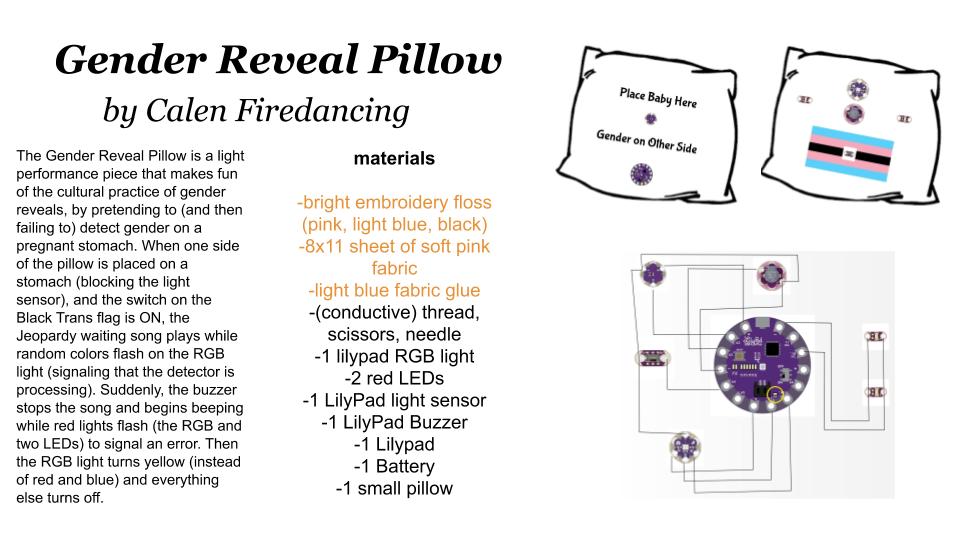 Gender Reveal Pillow
by Calen Firedancing
The Gender Reveal Pillow is a light
performance piece that makes fun
of the cultural practice of gender
reveals, by pretending to (and then
failing to) detect gender on a
pregnant stomach. When one side
of the pillow is placed on a
stomach (blocking the light
sensor), and the switch on the
Black Trans flag is ON, the
Jeopardy waiting song plays while
random colors flash on the RGB
light (signaling that the detector is
processing). Suddenly, the buzzer
stops the song and begins beeping
while red lights flash (the RGB and
two LEDs) to signal an error. Then
the RGB light turns yellow (instead
of red and blue) and everything
else turns off.
materials
-bright embroidery floss
(pink, light blue, black)
-8x11 sheet of soft pink
fabric
-light blue fabric glue
-(conductive) thread,
scissors, needle
-1 lilypad RGB light
-2 red LEDs
-1 LilyPad light sensor
-1 LilyPad Buzzer
-1 Lilypad
-1 Battery
-1 small pillow
Place Baby Here
Gender on Other Side